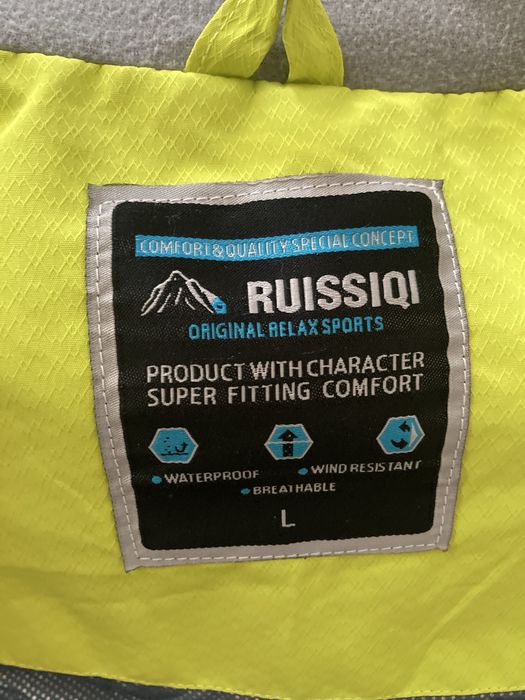 COMFORT & QUALITY SPECIAL CONCEPT
RUISSIQI
ORIGINAL RELAX SPORTS
PRODUCT WITH CHARACTER
SUPER FITTING COMFORT
WATERPROOF
WIND RESISTANT
BREATHABLE
L